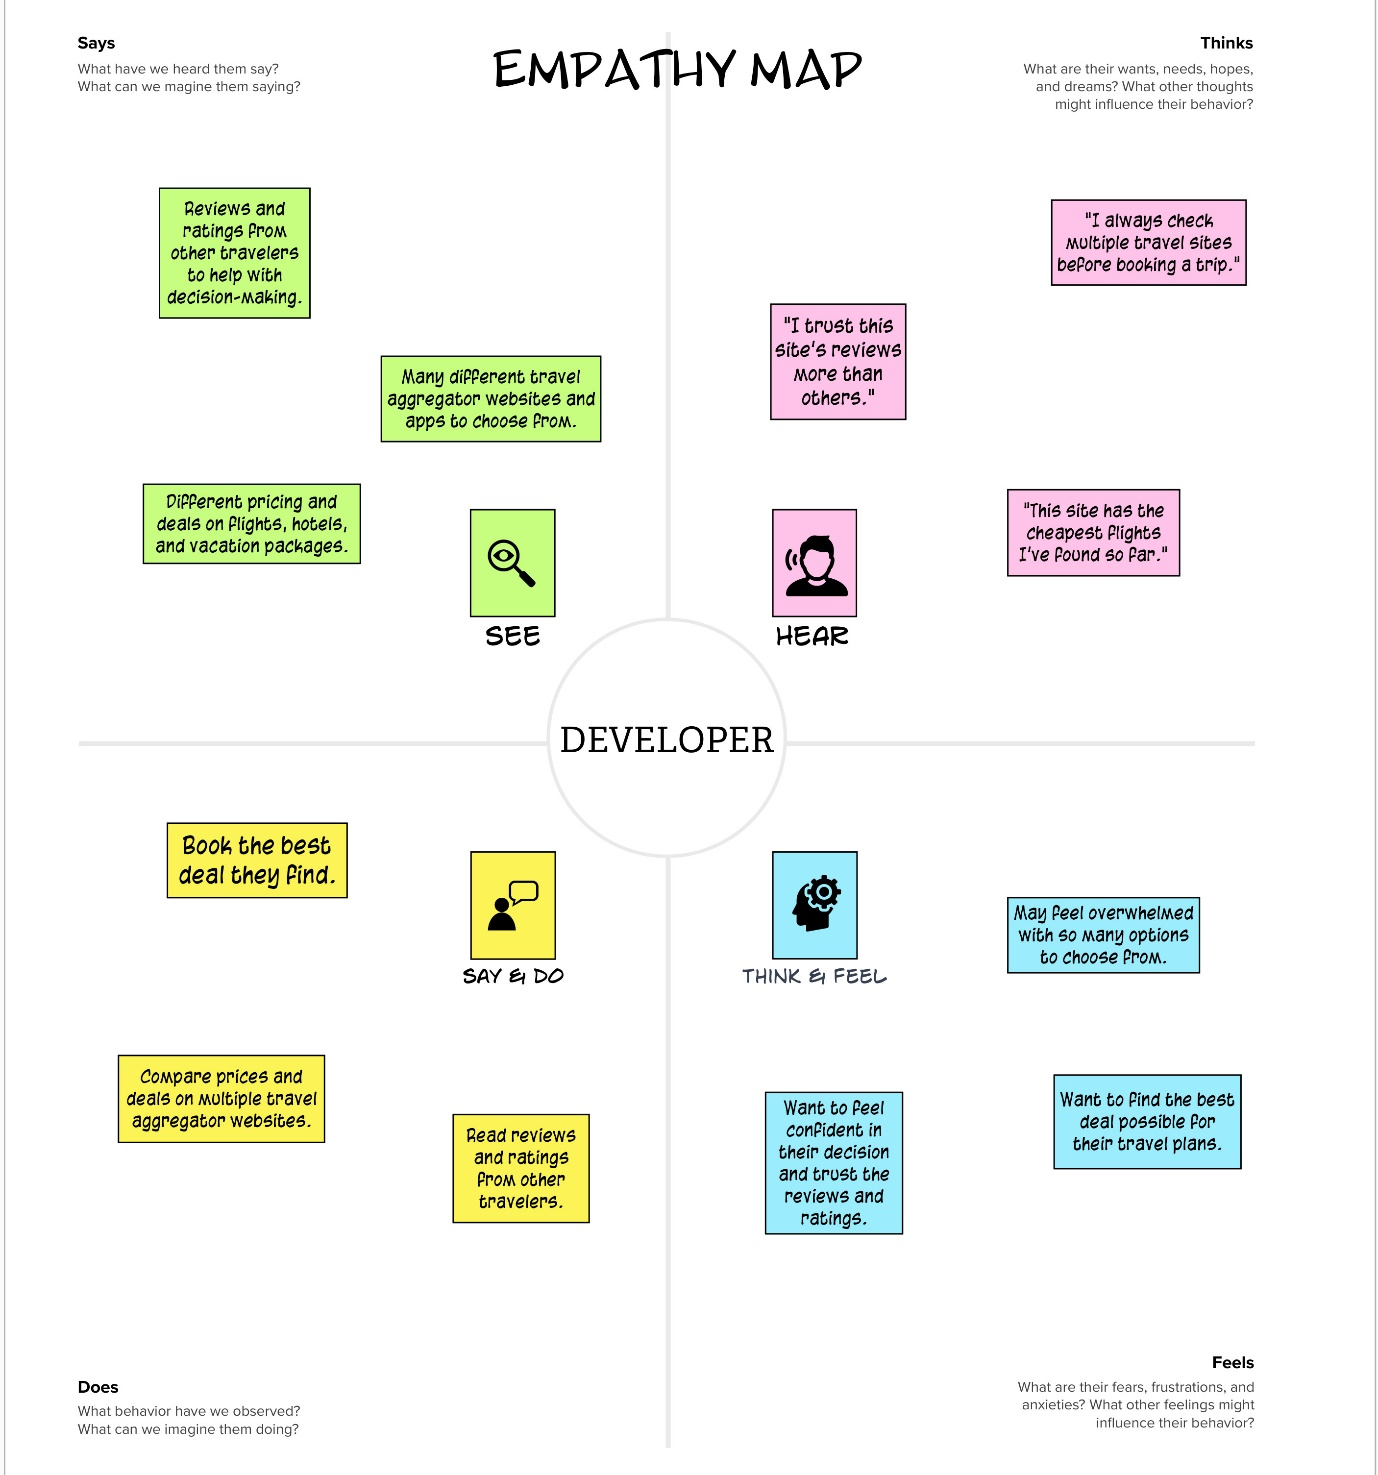 EMPATHY MAP
Says
What have we heard them say?
What can we magine them saying?
Thinks
What are their wants, needs, hopes,
and dreams? What other thoughts
might influence their behavior?
Reviews and
ratings from
other travelers
to help with
decision-making.
Many different travel
aggregator websites and
apps to choose from.
Different pricing and
deals on flights, hotels,
and vacation packages.
SEE
"I always check
multiple travel sites
before booking a trip."
"I trust this
site's reviews
more than
others."
"This site has the
cheapest flights
I've found so far."
HEAR
DEVELOPER
Book the best
deal they find.
SAY & DO
Compare prices and
deals on multiple travel
aggregator websites.
Read reviews
and ratings
from other
travelers.
THINK & FEEL
May feel overwhelmed
with so many options
to choose from.
Want to feel
confident in
their decision
and trust the
reviews and
ratings.
Want to find the best
deal possible for
their travel plans.
Does
What behavior have we observed?
What can we imagine them doing?
Feels
What are their fears, frustrations, and
anxieties? What other feelings might
influence their behavior?